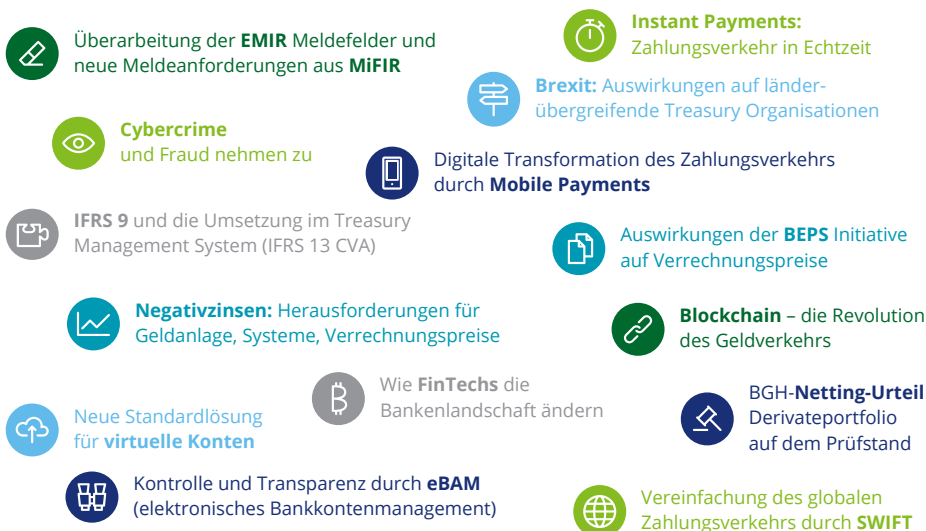 Instant Payments:
Zahlungsverkehr in Echtzeit
Überarbeitung der EMIR Meldefelder und
neue Meldeanforderungen aus MiFIR
Brexit: Auswirkungen auf länder-
übergreifende Treasury Organisationen
Cybercrime
und Fraud nehmen zu
Digitale Transformation des Zahlungsverkehrs
durch Mobile Payments
IFRS 9 und die Umsetzung im Treasury
Management System (IFRS 13 CVA)
Auswirkungen der BEPS Initiative
auf Verrechnungspreise
Negativzinsen: Herausforderungen für
Geldanlage, Systeme, Verrechnungspreise
Blockchain – die Revolution
des Geldverkehrs
Wie FinTechs die
Bankenlandschaft ändern
BGH-Netting-Urteil
Derivateportfolio
auf dem Prüfstand
Neue Standardlösung
für virtuelle Konten
Kontrolle und Transparenz durch eBAM
(elektronisches Bankkontenmanagement)
Vereinfachung des globalen
Zahlungsverkehrs durch SWIFT